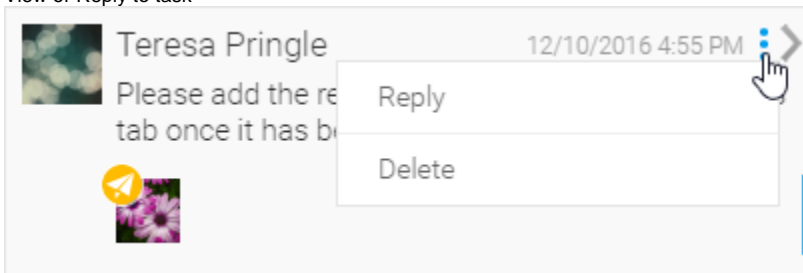 View or Reply to task
Teresa Pringle 12/10/2016 4:55 PM
Please add the re
tab once it has b
Reply
Delete